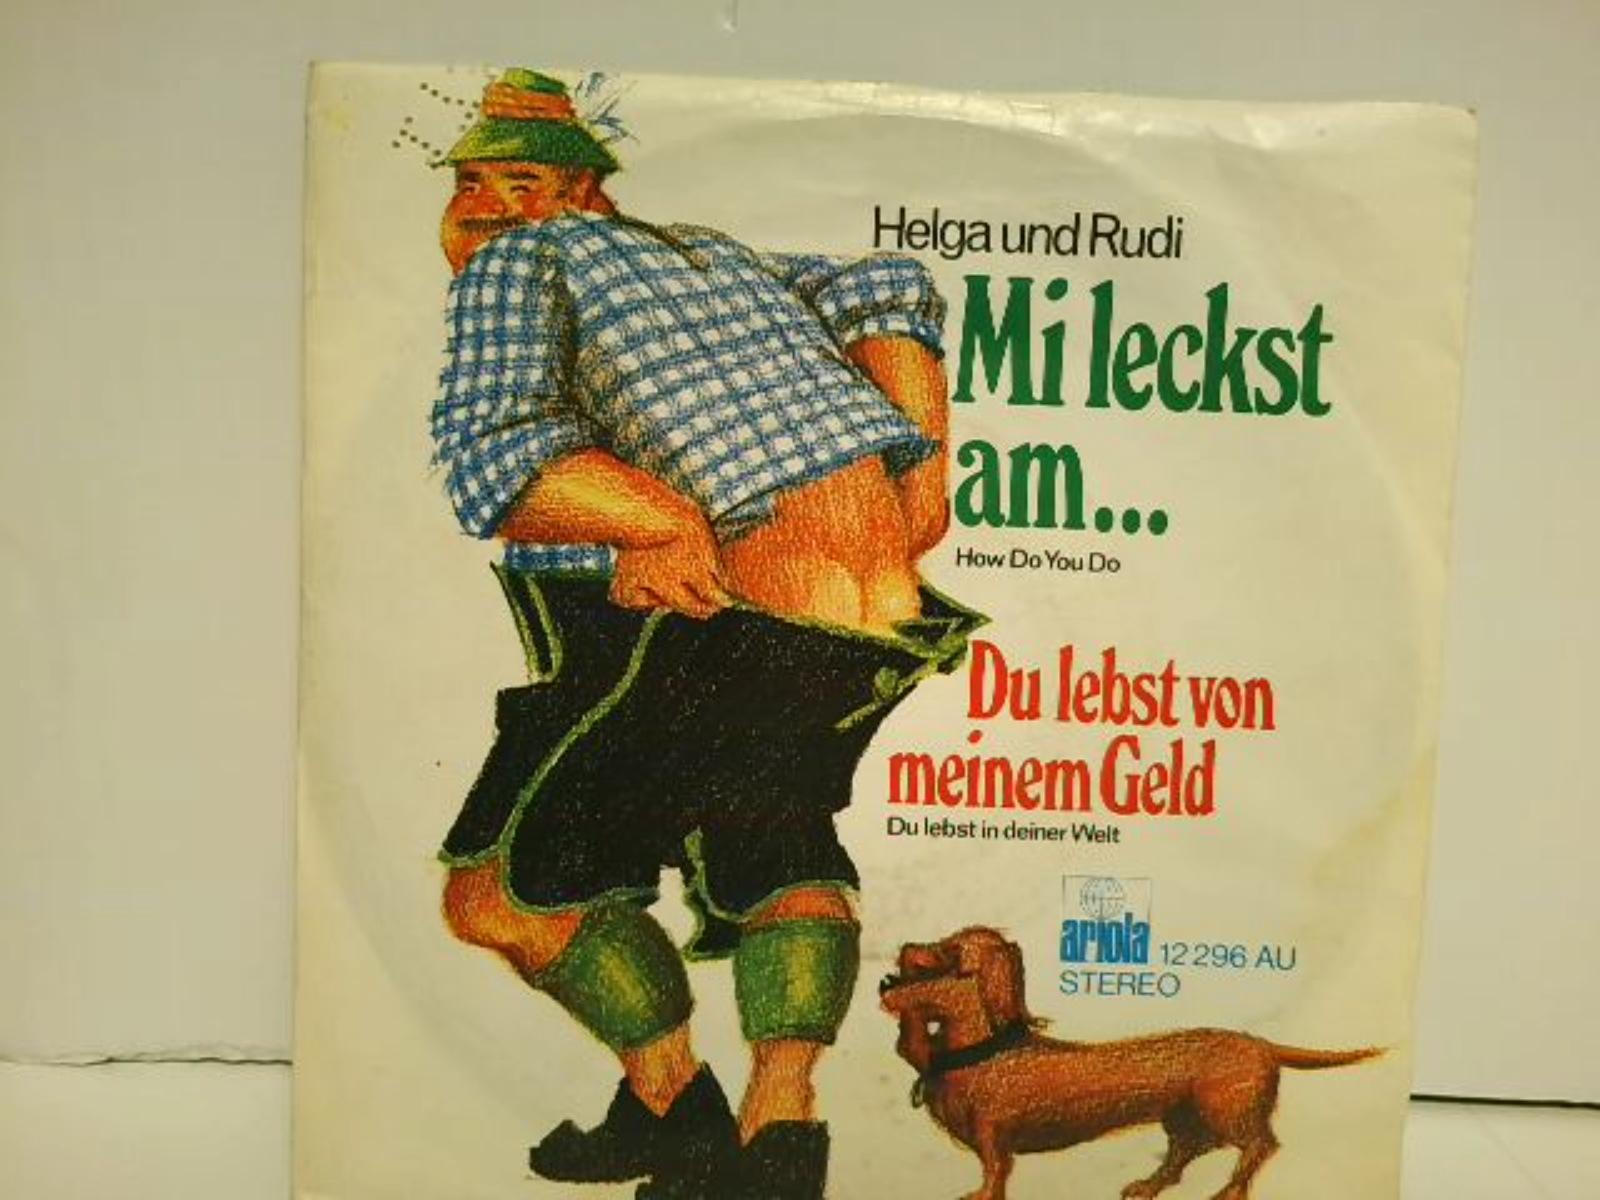 Helga und Rudi
Mi leckst
am...
How Do You Do
Du lebst von
meinem Geld
Du lebst in deiner Welt
ariola 12 296 AU
STEREO